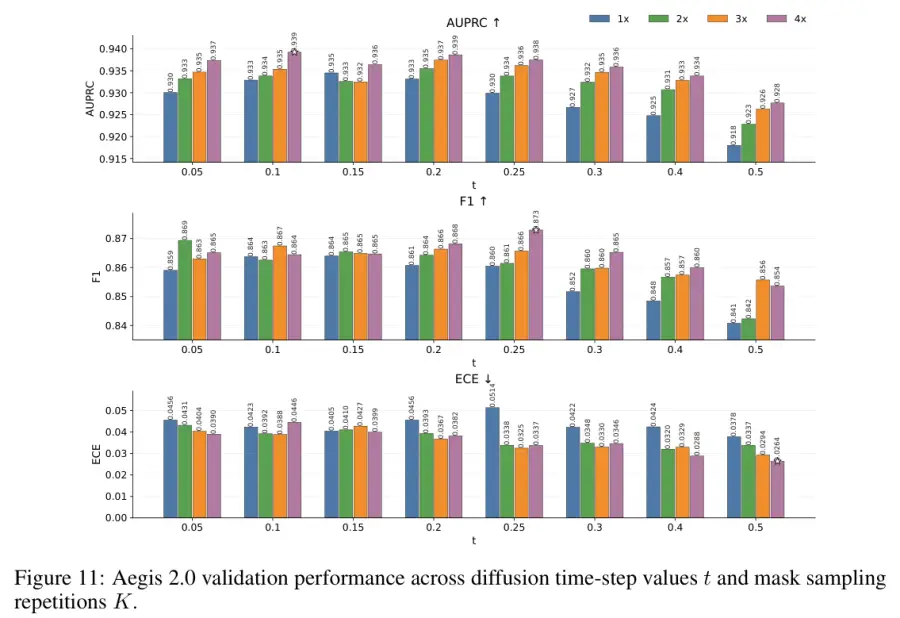 AUPRC ↑
1x 2x 3x 4x
AUPRC
0.940
0.935
0.930
0.925
0.920
0.915
0.930 0.933 0.935 0.937
0.933 0.934 0.935 0.939
0.935 0.933 0.932 0.936
0.933 0.935 0.937 0.939
0.930 0.934 0.936 0.938
0.927 0.932 0.935 0.936
0.925 0.931 0.933 0.934
0.918 0.923 0.926 0.928
0.05 0.1 0.15 0.2 0.25 0.3 0.4 0.5
t
F1 ↑
F1
0.87
0.86
0.85
0.84
0.859 0.869 0.863 0.865
0.864 0.863 0.867 0.864
0.864 0.865 0.865 0.865
0.861 0.864 0.866 0.868
0.860 0.861 0.866 0.873
0.852 0.860 0.860 0.865
0.848 0.857 0.857 0.860
0.841 0.842 0.856 0.854
0.05 0.1 0.15 0.2 0.25 0.3 0.4 0.5
t
ECE ↓
ECE
0.05
0.04
0.03
0.02
0.01
0.00
0.0456 0.0431 0.0404 0.0390
0.0423 0.0392 0.0388 0.0446
0.0405 0.0410 0.0427 0.0399
0.0456 0.0393 0.0367 0.0382
0.0514 0.0338 0.0325 0.0337
0.0422 0.0348 0.0330 0.0346
0.0424 0.0320 0.0329 0.0288
0.0378 0.0337 0.0294 0.0264
0.05 0.1 0.15 0.2 0.25 0.3 0.4 0.5
t
Figure 11: Aegis 2.0 validation performance across diffusion time-step values t and mask sampling
repetitions K.